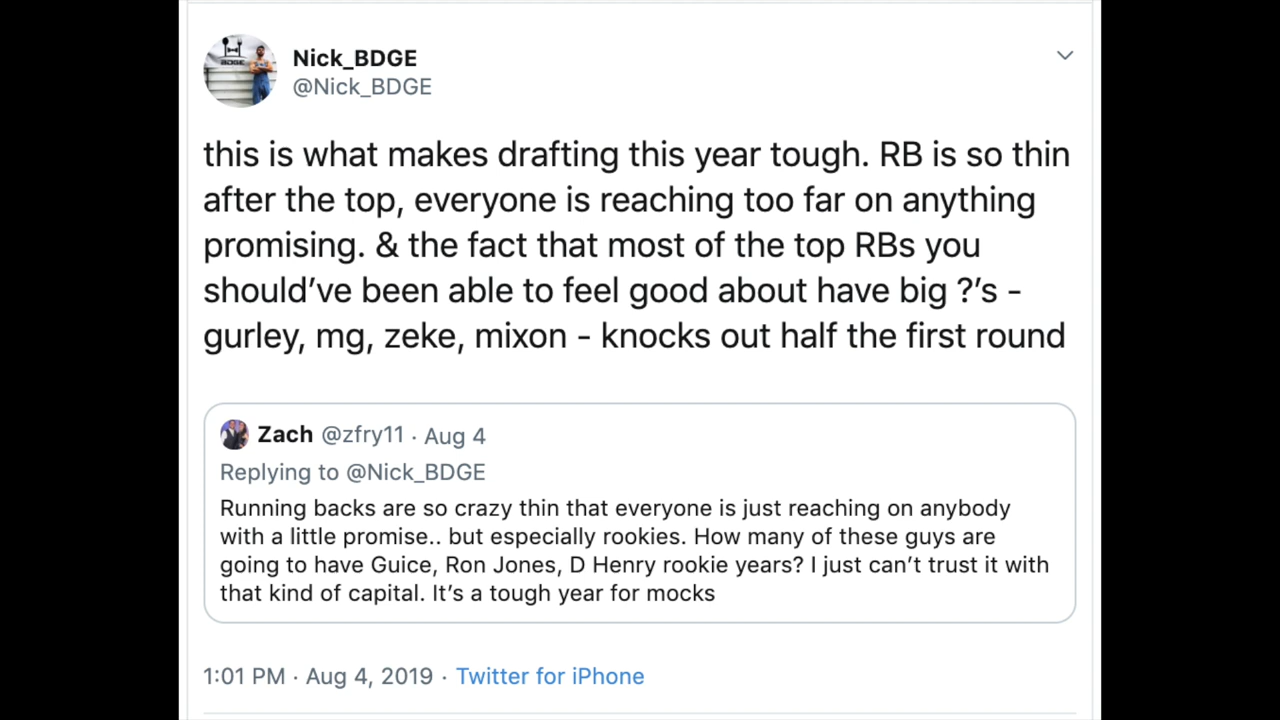 Nick_BDGE
@Nick_BDGE
this is what makes drafting this year tough. RB is so thin
after the top, everyone is reaching too far on anything
promising. & the fact that most of the top RBs you
should've been able to feel good about have big ?'s -
gurley, mg, zeke, mixon - knocks out half the first round
Zach @zfry11 · Aug 4
Replying to @Nick_BDGE
Running backs are so crazy thin that everyone is just reaching on anybody
with a little promise.. but especially rookies. How many of these guys are
going to have Guice, Ron Jones, D Henry rookie years? I just can't trust it with
that kind of capital. It's a tough year for mocks
1:01 PM · Aug 4, 2019 · Twitter for iPhone